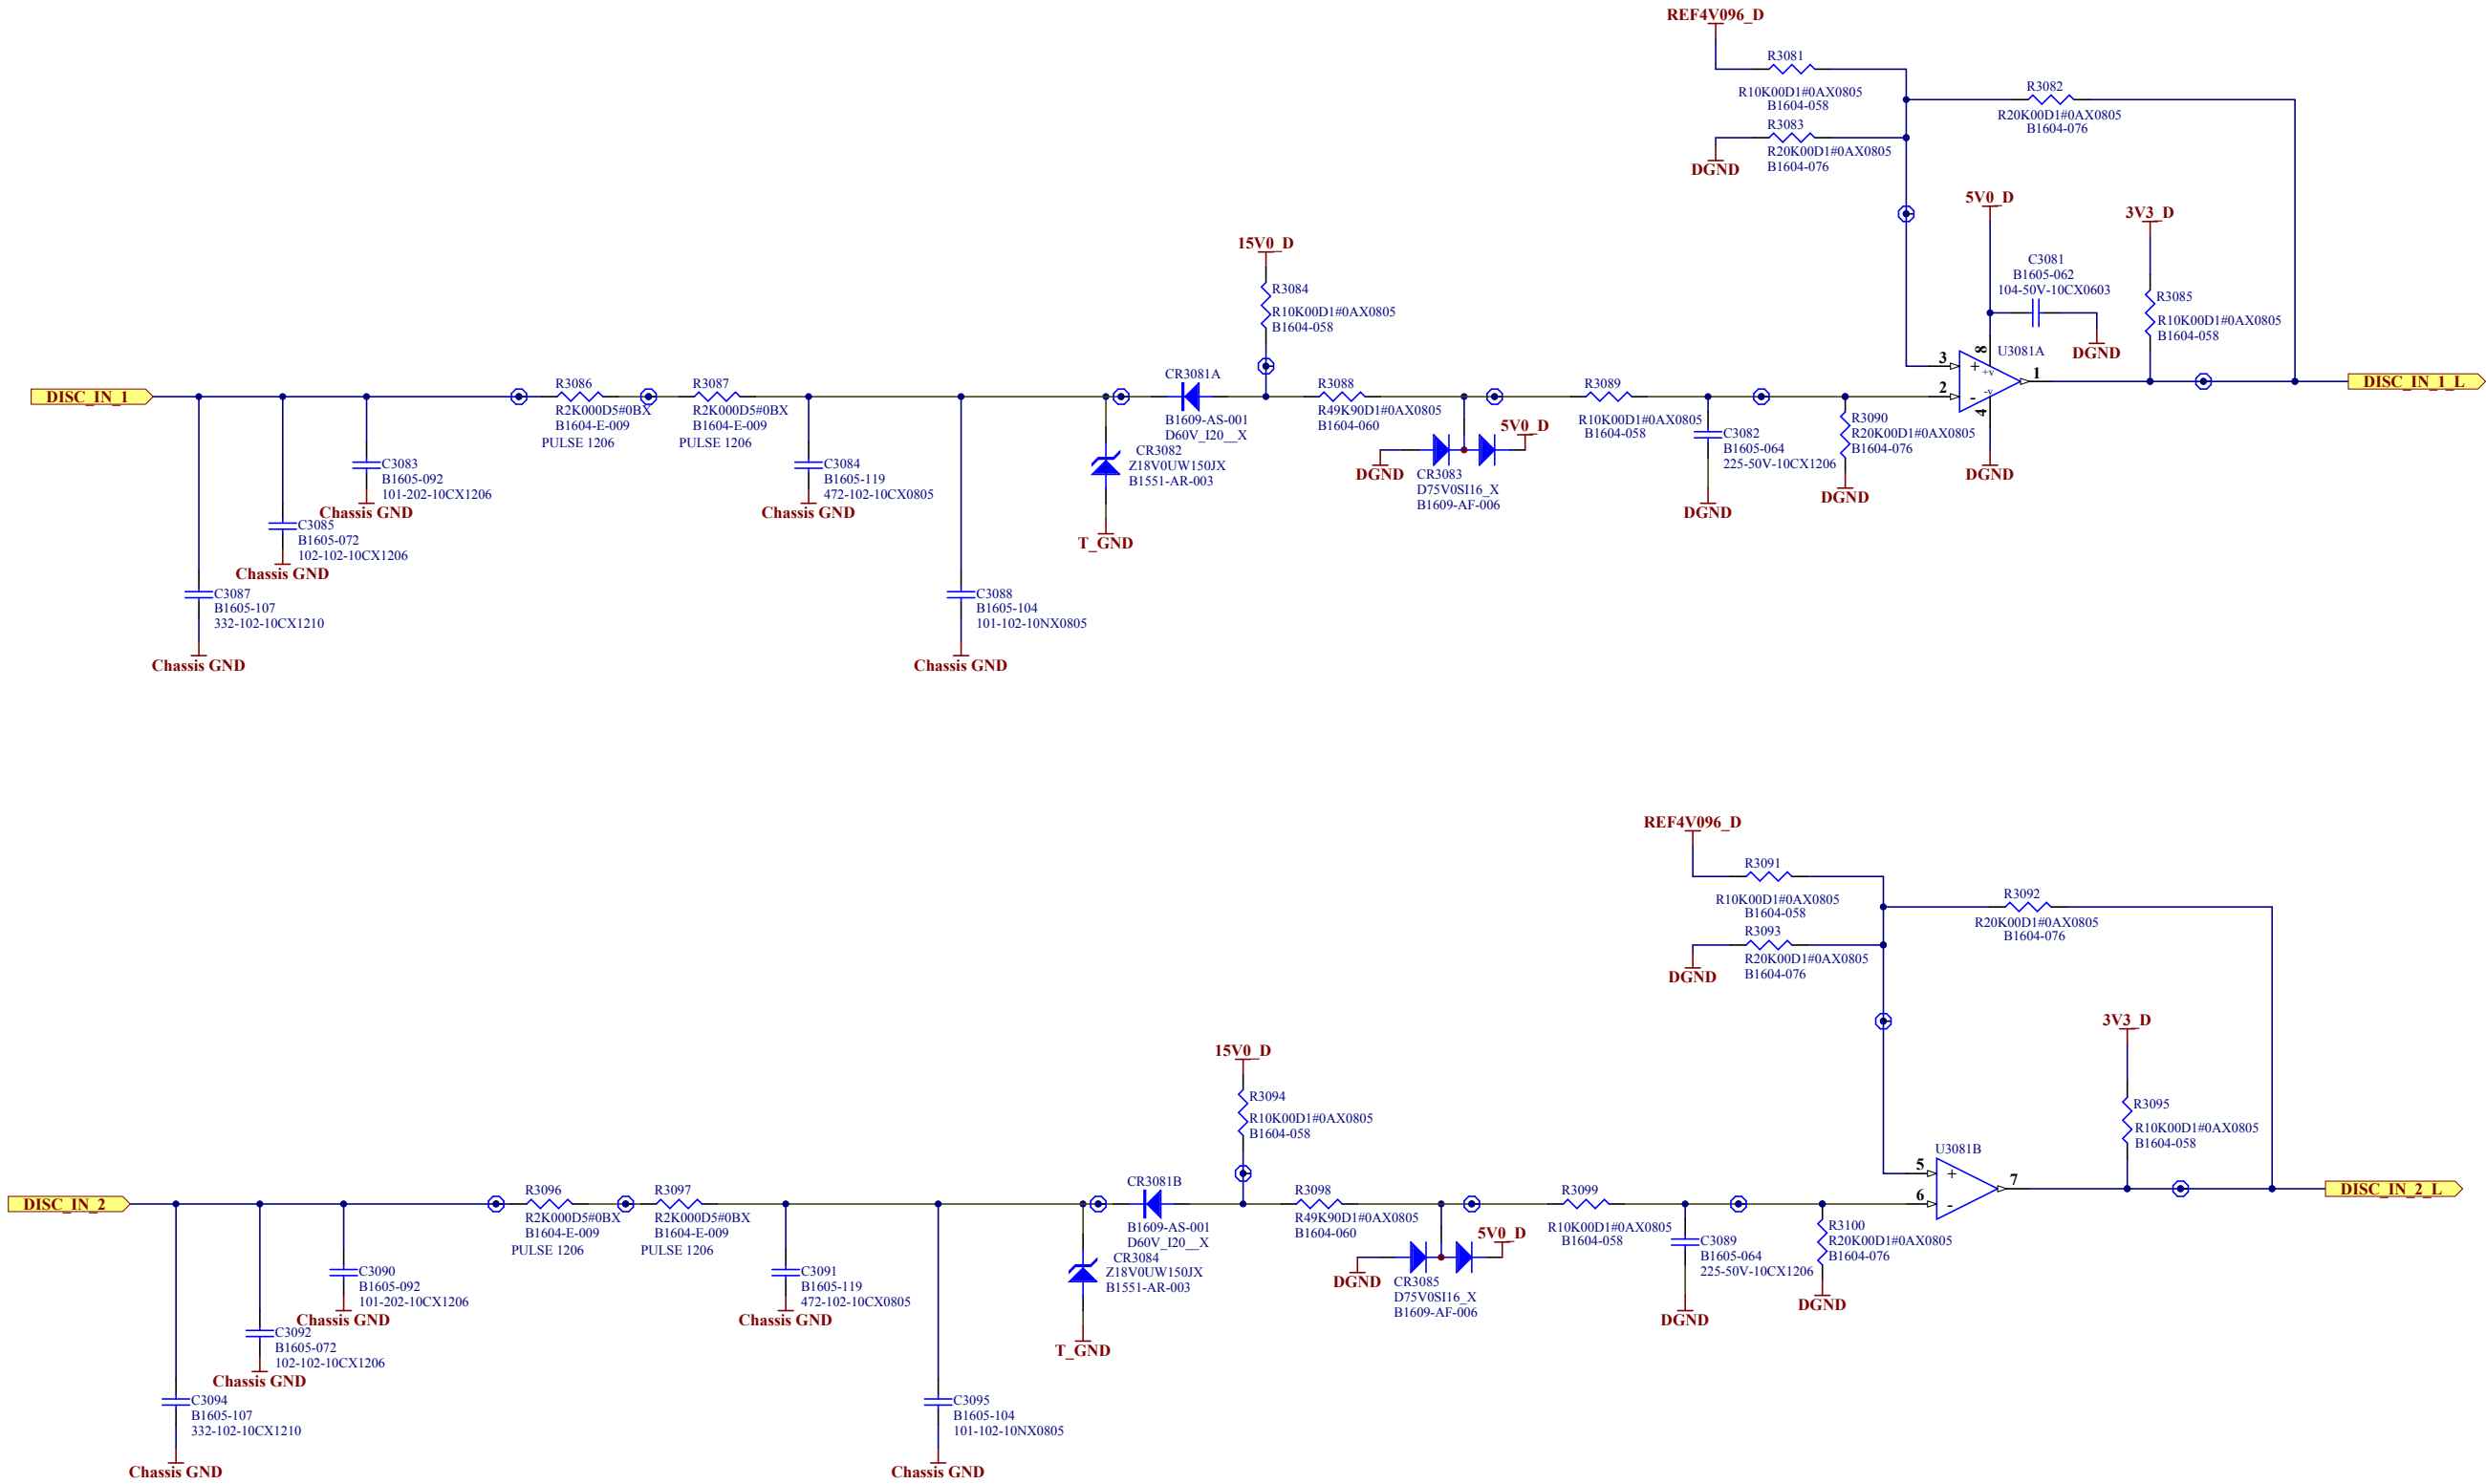 REF4V096_D
R3081
R10K00D1#0AX0805
B1604-058
R3082
R20K00D1#0AX0805
B1604-076
R3083
R20K00D1#0AX0805
B1604-076
DGND
5V0_D
3V3_D
15V0_D
C3081
B1605-062
104-50V-10CX0603
R3084
R10K00D1#0AX0805
B1604-058
R3085
R10K00D1#0AX0805
B1604-058
DGND
8
U3081A
3
+
+v
1
2
-
-v
4
DISC_IN_1
R3086
R2K000D5#0BX
B1604-E-009
PULSE 1206
R3087
R2K000D5#0BX
B1604-E-009
PULSE 1206
CR3081A
B1609-AS-001
D60V_I20__X
R3088
R49K90D1#0AX0805
B1604-060
R3089
R10K00D1#0AX0805
B1604-058
R3090
R20K00D1#0AX0805
B1604-076
DGND
DGND
DISC_IN_1_L
C3083
B1605-092
101-202-10CX1206
Chassis GND
C3084
B1605-119
472-102-10CX0805
Chassis GND
CR3082
Z18V0UW150JX
B1551-AR-003
T_GND
5V0_D
DGND
CR3083
D75V0SI16_X
B1609-AF-006
C3082
B1605-064
225-50V-10CX1206
DGND
C3085
B1605-072
102-102-10CX1206
Chassis GND
C3087
B1605-107
332-102-10CX1210
Chassis GND
C3088
B1605-104
101-102-10NX0805
Chassis GND
REF4V096_D
R3091
R10K00D1#0AX0805
B1604-058
R3092
R20K00D1#0AX0805
B1604-076
R3093
R20K00D1#0AX0805
B1604-076
DGND
3V3_D
15V0_D
R3094
R10K00D1#0AX0805
B1604-058
R3095
R10K00D1#0AX0805
B1604-058
U3081B
5
+
7
6
-
DISC_IN_2
R3096
R2K000D5#0BX
B1604-E-009
PULSE 1206
R3097
R2K000D5#0BX
B1604-E-009
PULSE 1206
CR3081B
B1609-AS-001
D60V_I20__X
R3098
R49K90D1#0AX0805
B1604-060
R3099
R10K00D1#0AX0805
B1604-058
R3100
R20K00D1#0AX0805
B1604-076
DGND
DISC_IN_2_L
C3090
B1605-092
101-202-10CX1206
Chassis GND
C3091
B1605-119
472-102-10CX0805
Chassis GND
CR3084
Z18V0UW150JX
B1551-AR-003
T_GND
5V0_D
DGND
CR3085
D75V0SI16_X
B1609-AF-006
C3089
B1605-064
225-50V-10CX1206
DGND
C3092
B1605-072
102-102-10CX1206
Chassis GND
C3094
B1605-107
332-102-10CX1210
Chassis GND
C3095
B1605-104
101-102-10NX0805
Chassis GND